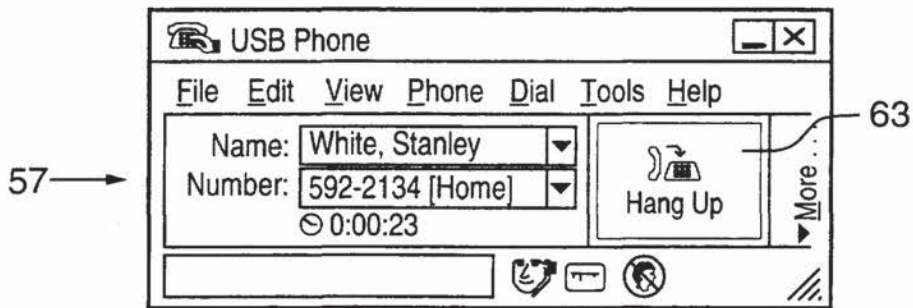 USB Phone
File Edit View Phone Dial Tools Help
Name: White, Stanley
Number: 592-2134 [Home]
0:00:23
Hang Up
More...
57
63